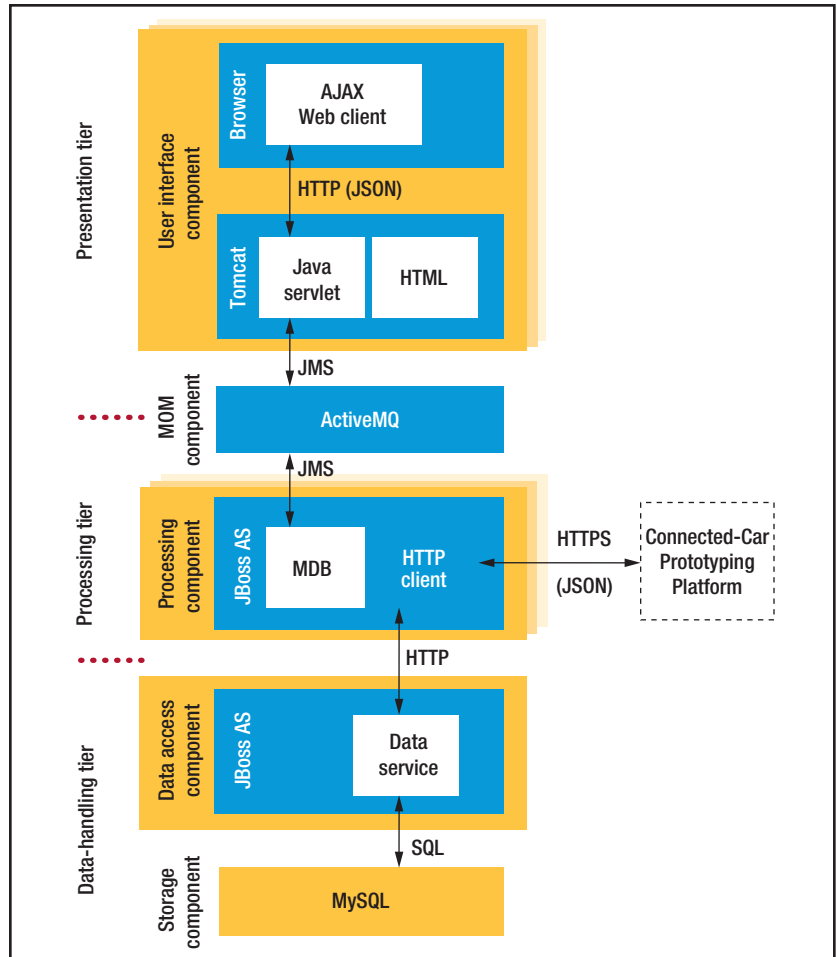 Presentation tier
User interface
component
Browser
AJAX
Web client
HTTP (JSON)
Tomcat
Java
servlet
HTML
JMS
MOM
component
ActiveMQ
JMS
Processing tier
Processing
component
JBoss AS
MDB
HTTP
client
HTTPS
(JSON)
Connected-Car
Prototyping
Platform
HTTP
Data-handling tier
Data access
component
JBoss AS
Data
service
SQL
Storage
component
MySQL